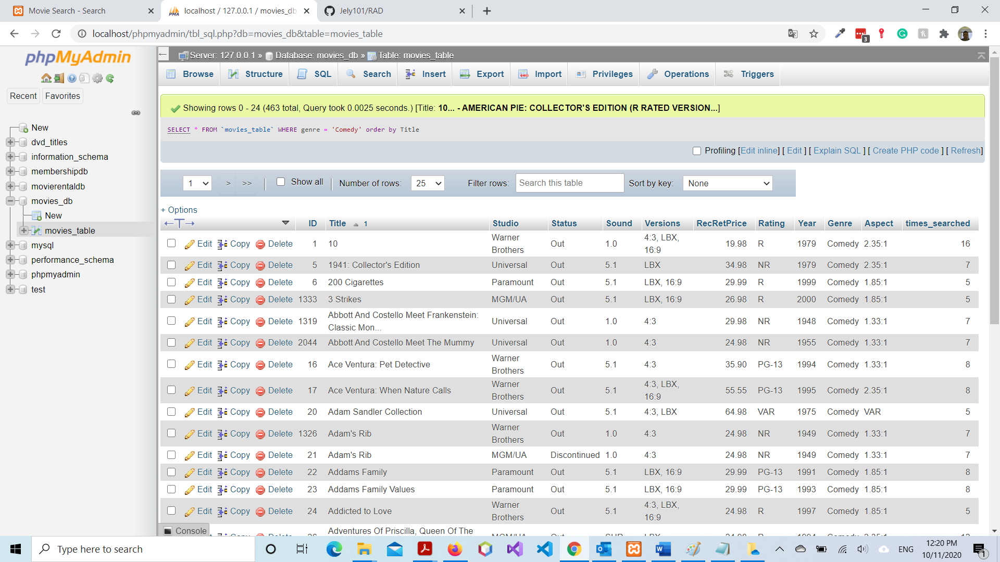 Movie Search - Search
localhost / 127.0.0.1 / movies_db
Jely101/RAD
localhost/phpmyadmin/tbl_sql.php?db=movies_db&table=movies_table
3
phpMyAdmin
Recent Favorites
New
dvd_titles
information_schema
membershipdb
movierentaldb
movies_db
New
movies_table
mysql
performance_schema
phpmyadmin
test
Server: 127.0.0.1 » Database: movies_db » Table: movies_table
Browse Structure SQL Search Insert Export Import Privileges Operations Triggers
Showing rows 0 - 24 (463 total, Query took 0.0025 seconds.) [Title: 10... - AMERICAN PIE: COLLECTOR'S EDITION (R RATED VERSION...]
SELECT * FROM `movies_table` WHERE genre = 'Comedy' order by Title
Profiling [Edit inline] [ Edit ] [ Explain SQL ] [ Create PHP code ] [ Refresh]
1 > >> Show all Number of rows: 25 Filter rows: Search this table Sort by key: None
+ Options
←T→ ID Title 1 Studio Status Sound Versions RecRetPrice Rating Year Genre Aspect times_searched
Edit Copy Delete 1 10 Warner Brothers Out 1.0 4:3, LBX, 16:9 19.98 R 1979 Comedy 2.35:1 16
Edit Copy Delete 5 1941: Collector's Edition Universal Out 5.1 LBX 34.98 NR 1979 Comedy 2.35:1 7
Edit Copy Delete 6 200 Cigarettes Paramount Out 5.1 LBX, 16:9 29.99 R 1999 Comedy 1.85:1 5
Edit Copy Delete 1333 3 Strikes MGM/UA Out 5.1 LBX, 16:9 26.98 R 2000 Comedy 1.85:1 5
Edit Copy Delete 1319 Abbott And Costello Meet Frankenstein: Classic Mon... Universal Out 1.0 4:3 29.98 NR 1948 Comedy 1.33:1 7
Edit Copy Delete 2044 Abbott And Costello Meet The Mummy Universal Out 1.0 4:3 24.98 NR 1955 Comedy 1.33:1 7
Edit Copy Delete 16 Ace Ventura: Pet Detective Warner Brothers Out 5.1 4:3 35.90 PG-13 1994 Comedy 1.33:1 8
Edit Copy Delete 17 Ace Ventura: When Nature Calls Warner Brothers Out 5.1 4:3, LBX, 16:9 55.55 PG-13 1995 Comedy 2.35:1 8
Edit Copy Delete 20 Adam Sandler Collection Universal Out 5.1 4:3, LBX 64.98 VAR 1975 Comedy VAR 5
Edit Copy Delete 1326 Adam's Rib Warner Brothers Out 1.0 4:3 24.98 NR 1949 Comedy 1.33:1 7
Edit Copy Delete 21 Adam's Rib MGM/UA Discontinued 1.0 4:3 24.98 NR 1949 Comedy 1.33:1 7
Edit Copy Delete 22 Addams Family Paramount Out 5.1 LBX, 16:9 29.99 PG-13 1991 Comedy 1.85:1 8
Edit Copy Delete 23 Addams Family Values Paramount Out 5.1 LBX, 16:9 29.99 PG-13 1993 Comedy 1.85:1 8
Edit Copy Delete 24 Addicted to Love Warner Brothers Out 5.1 4:3, LBX, 16:9 24.98 R 1997 Comedy 1.85:1 5
Adventures Of Priscilla, Queen Of The
Console
Type here to search
ENG
12:20 PM
10/11/2020
1